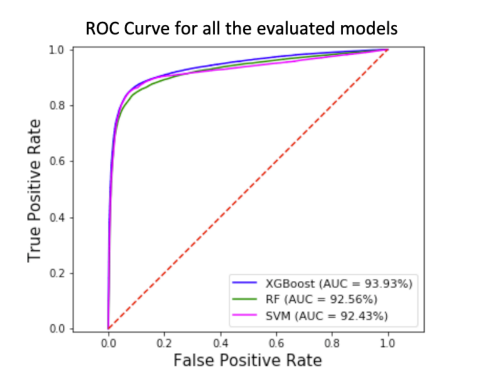 ROC Curve for all the evaluated models
1.0
0.8
0.6
0.4
0.2
0.0
True Positive Rate
XGBoost (AUC = 93.93%)
RF (AUC = 92.56%)
SVM (AUC = 92.43%)
0.0 0.2 0.4 0.6 0.8 1.0
False Positive Rate